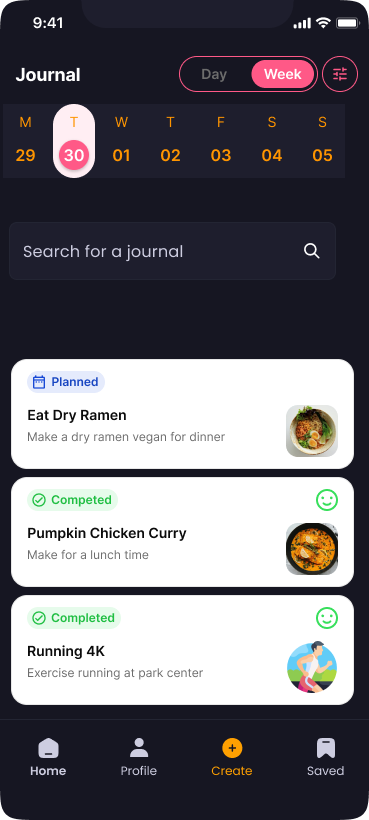 9:41
Journal
Day Week
M T W T F S S
29 30 01 02 03 04 05
Search for a journal
Planned
Eat Dry Ramen
Make a dry ramen vegan for dinner
Competed
Pumpkin Chicken Curry
Make for a lunch time
Completed
Running 4K
Exercise running at park center
Home Profile Create Saved